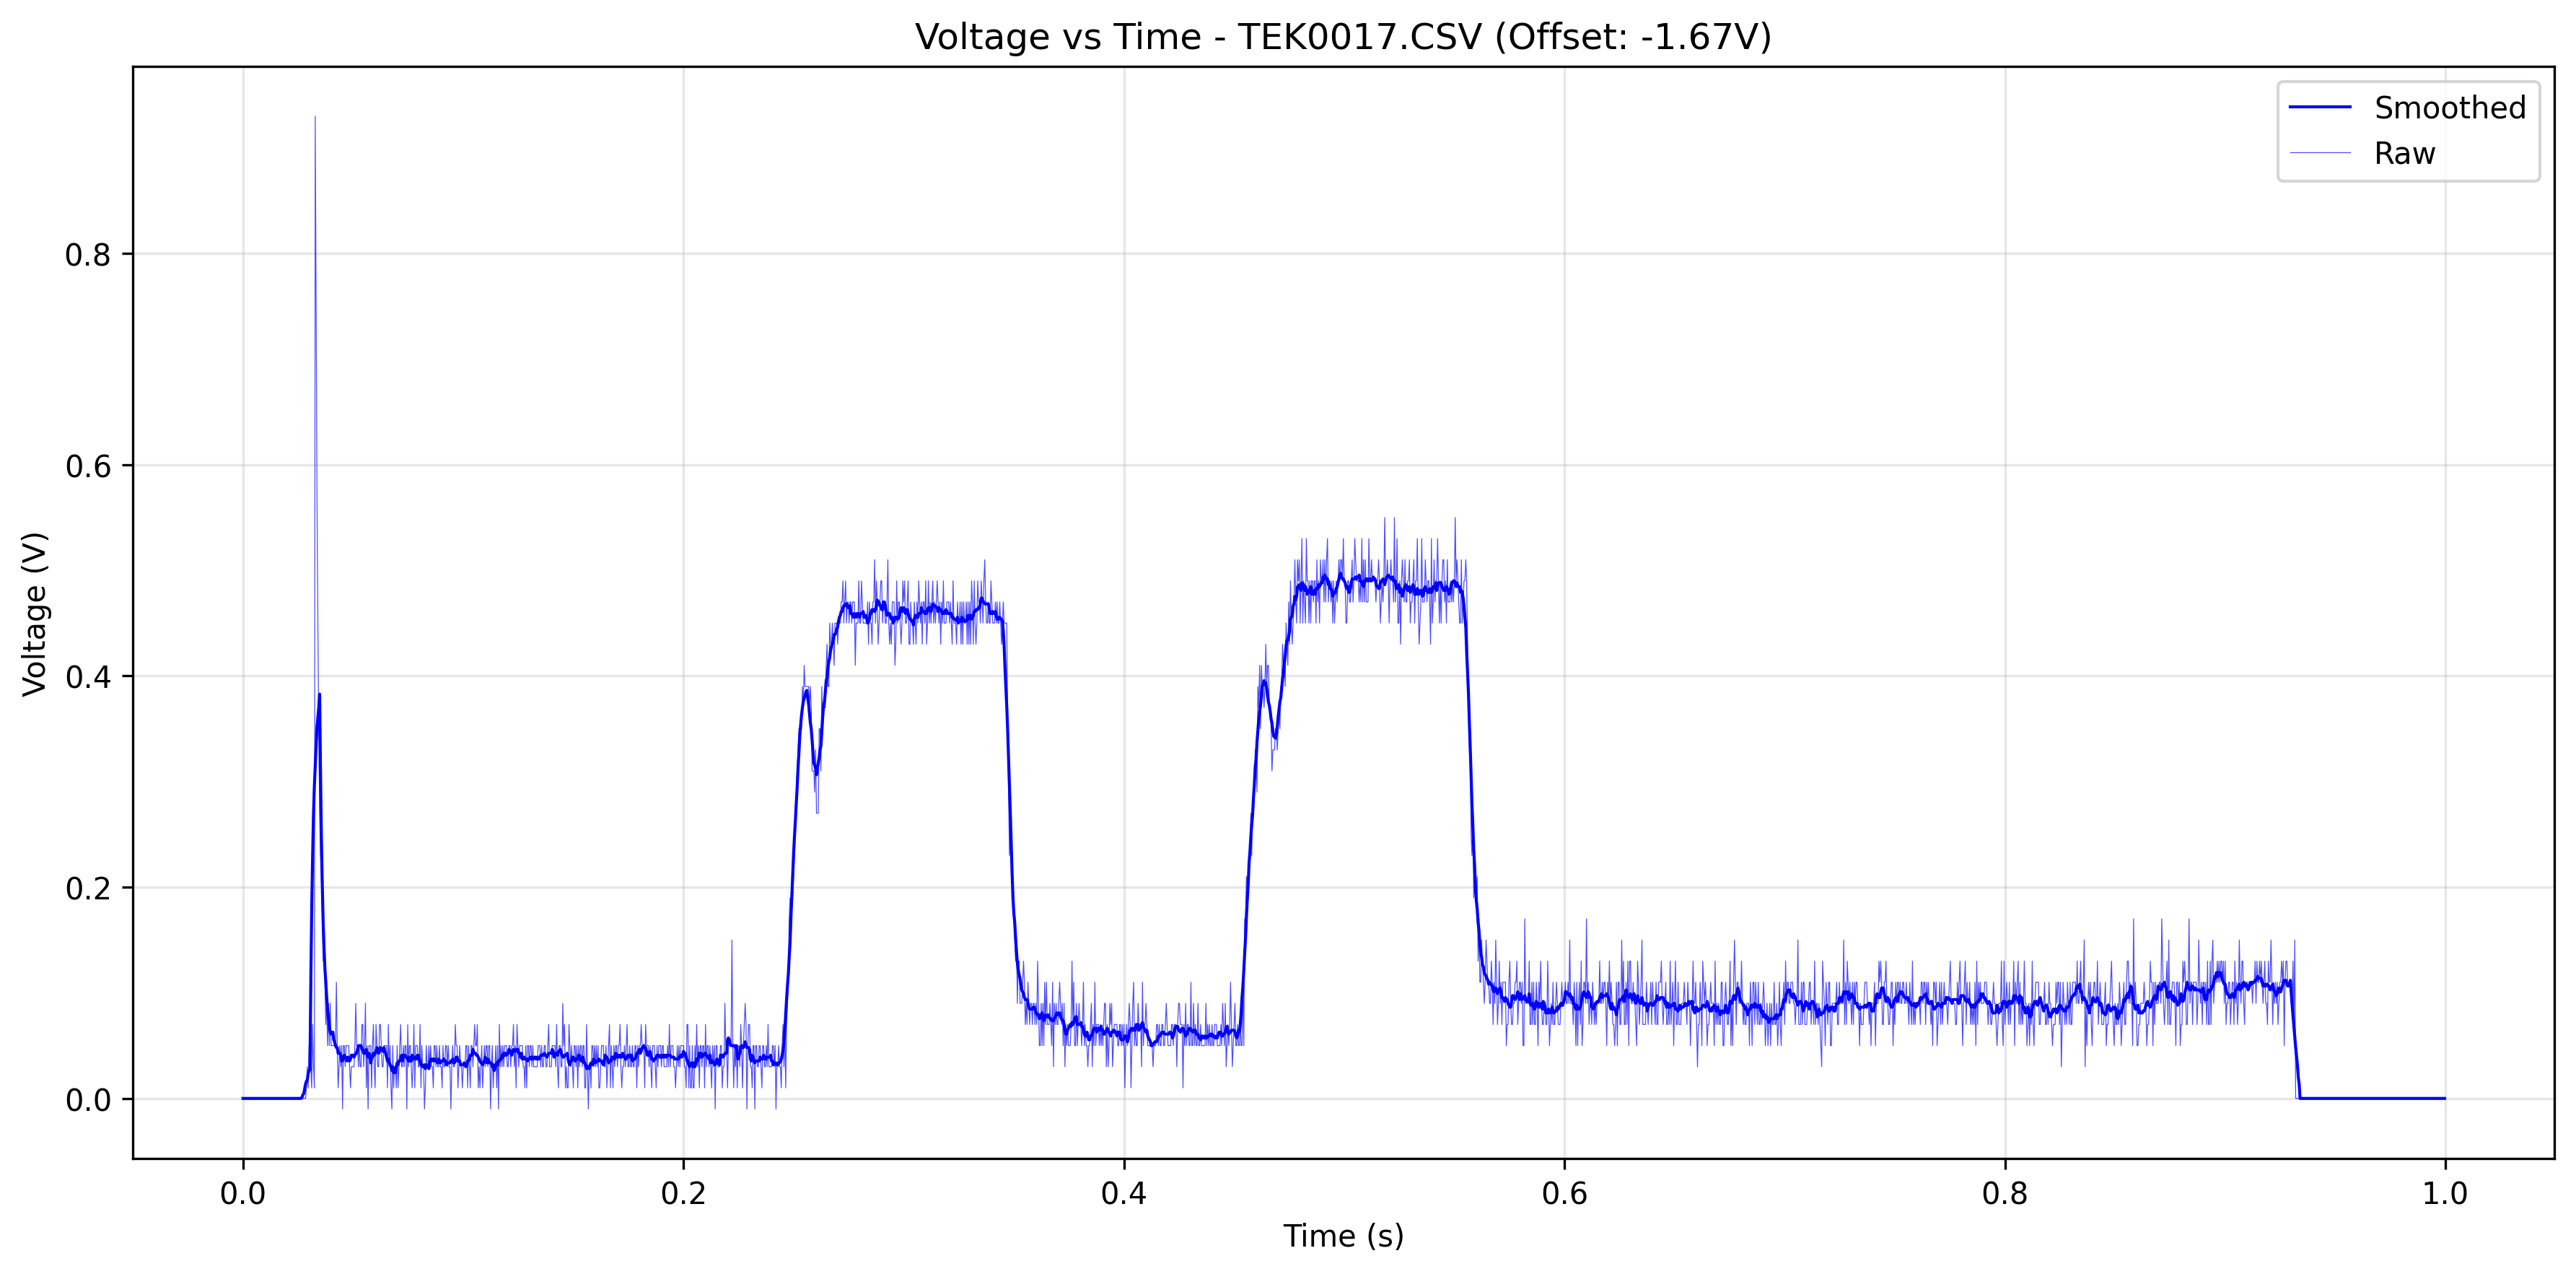 Voltage vs Time - TEK0017.CSV (Offset: -1.67V)
Smoothed
Raw
Voltage (V)
0.8
0.6
0.4
0.2
0.0
0.0 0.2 0.4 0.6 0.8 1.0
Time (s)